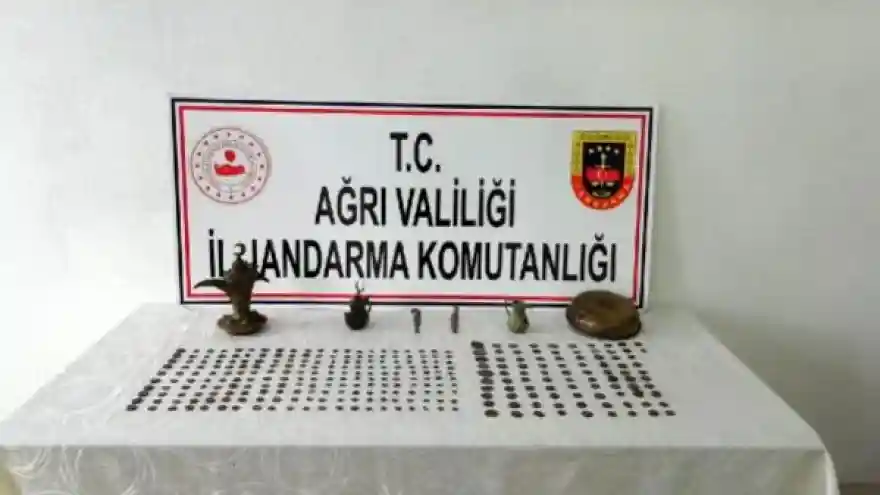 T.C.
AĞRI VALİLİĞİ
İL JANDARMA KOMUTANLIĞI